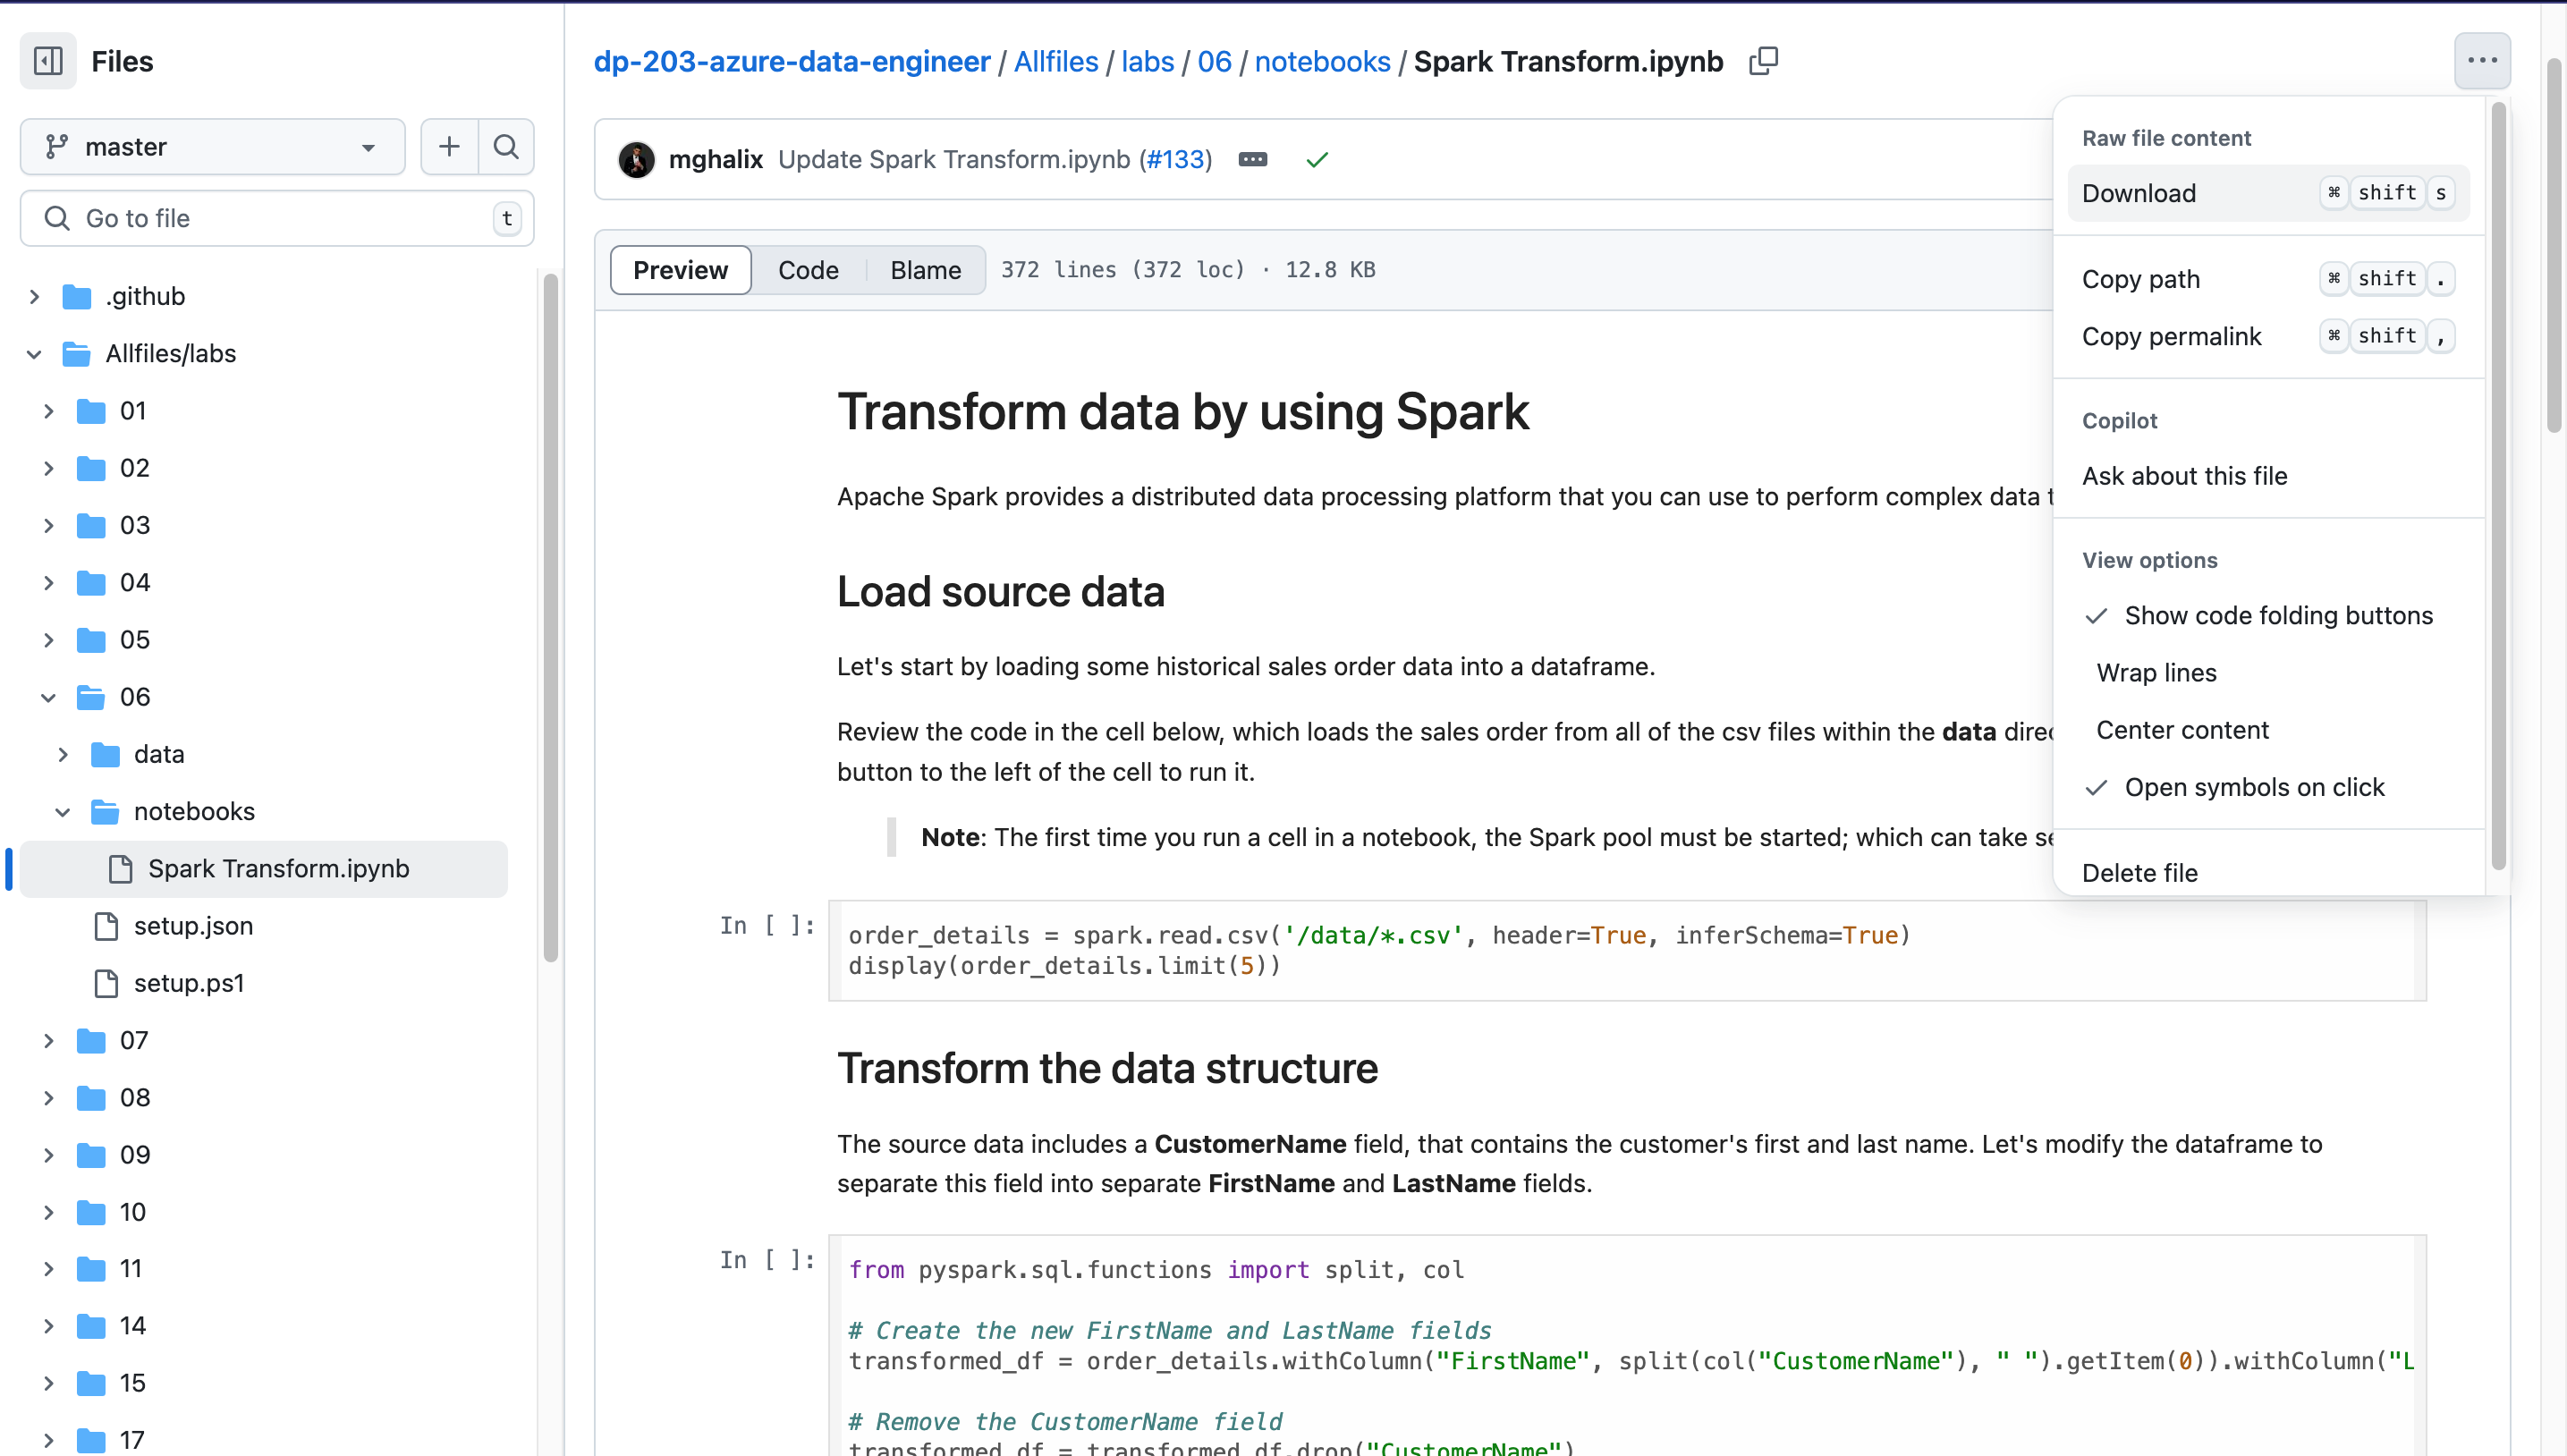 Files
master
Go to file
t
.github
Allfiles/labs
01
02
03
04
05
06
data
notebooks
Spark Transform.ipynb
setup.json
setup.ps1
07
08
09
10
11
14
15
17
dp-203-azure-data-engineer / Allfiles / labs / 06 / notebooks / Spark Transform.ipynb
mghalix Update Spark Transform.ipynb (#133)
Preview Code Blame 372 lines (372 loc) · 12.8 KB
Transform data by using Spark
Apache Spark provides a distributed data processing platform that you can use to perform complex data t
Load source data
Let's start by loading some historical sales order data into a dataframe.
Review the code in the cell below, which loads the sales order from all of the csv files within the data direc
button to the left of the cell to run it.
Note: The first time you run a cell in a notebook, the Spark pool must be started; which can take se
In [ ]:
order_details = spark.read.csv('/data/*.csv', header=True, inferSchema=True)
display(order_details.limit(5))
Transform the data structure
The source data includes a CustomerName field, that contains the customer's first and last name. Let's modify the dataframe to
separate this field into separate FirstName and LastName fields.
In [ ]:
from pyspark.sql.functions import split, col
# Create the new FirstName and LastName fields
transformed_df = order_details.withColumn("FirstName", split(col("CustomerName"), " ").getItem(0)).withColumn("L
# Remove the CustomerName field
transformed_df = transformed_df.drop("CustomerName")
Raw file content
Download ⌘ shift s
Copy path ⌘ shift .
Copy permalink ⌘ shift ,
Copilot
Ask about this file
View options
Show code folding buttons
Wrap lines
Center content
Open symbols on click
Delete file